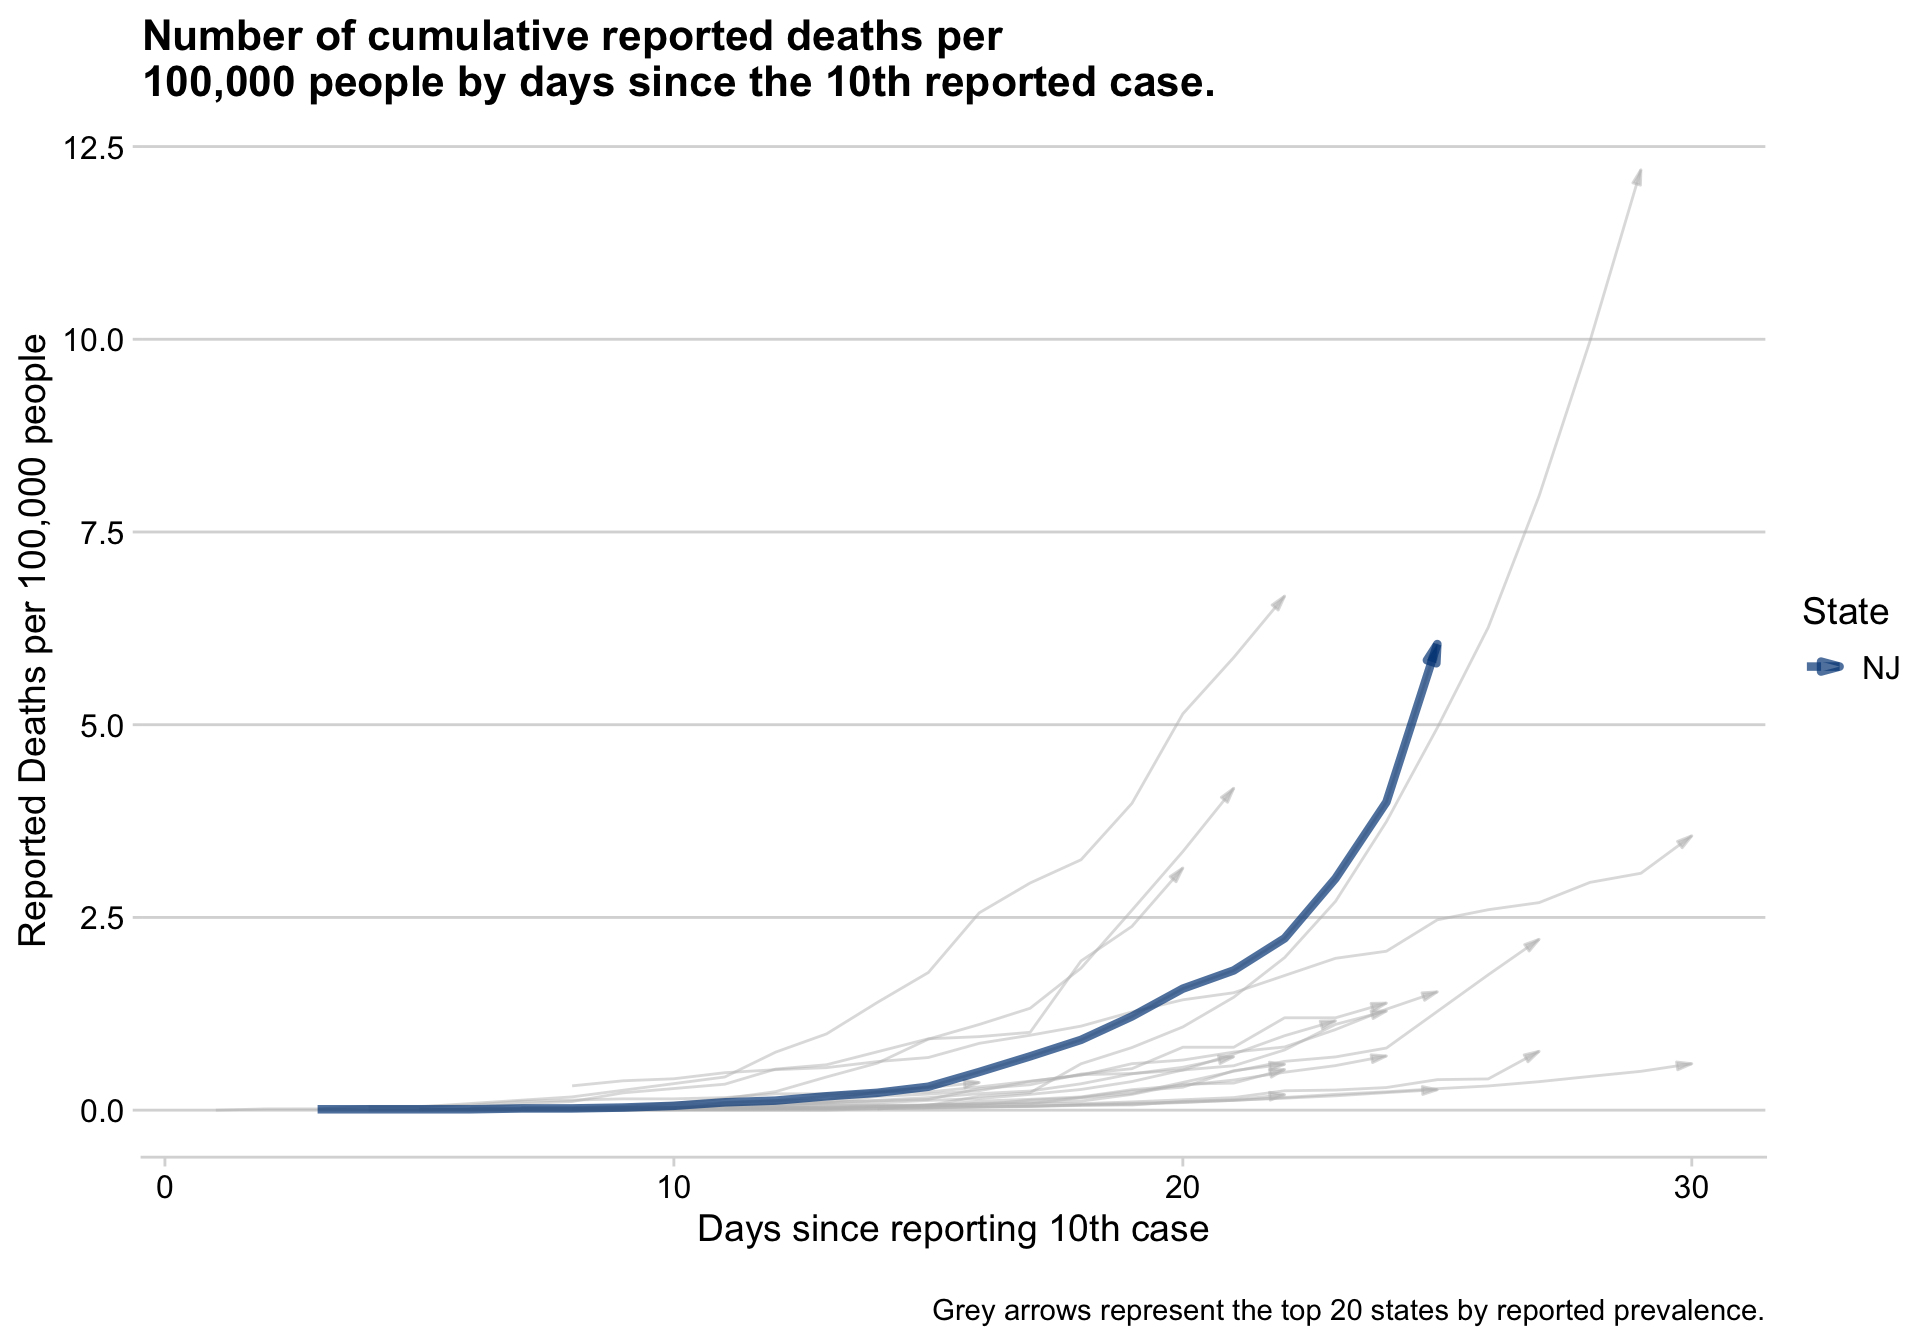 Number of cumulative reported deaths per
100,000 people by days since the 10th reported case.
Reported Deaths per 100,000 people
12.5
10.0
7.5
5.0
2.5
0.0
0
10
20
30
Days since reporting 10th case
State
NJ
Grey arrows represent the top 20 states by reported prevalence.